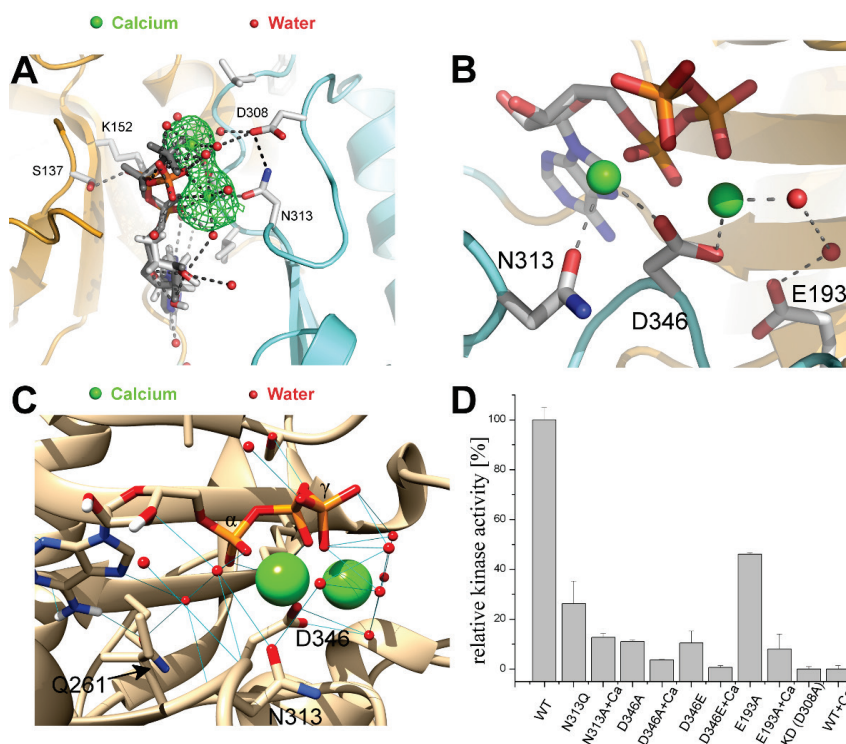 Calcium Water
A
B
D308
K152
S137
N313
N313
D346
E193
Calcium Water
C
D
γ
α
D346
Q261
N313
relative kinase activity [%]
100
80
60
40
20
0
WT
N313Q
N313A+Ca
D346A
D346A+Ca
D346E
D346E+Ca
E193A
E193A+Ca
KD (D308A)